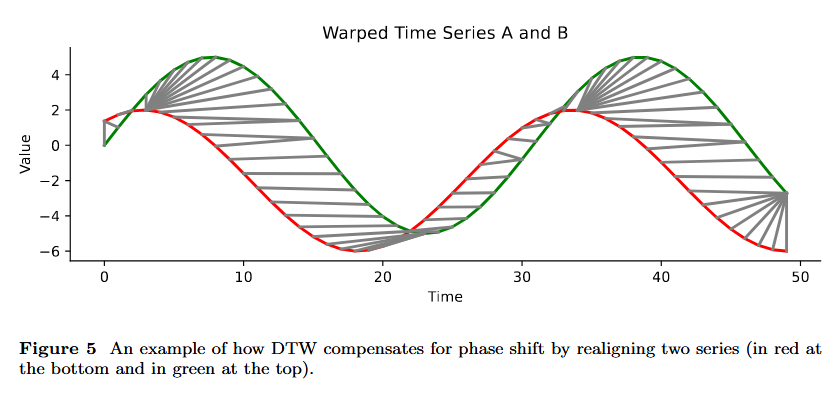 Warped Time Series A and B
Value
4
2
0
−2
−4
−6
0 10 20 30 40 50
Time
Figure 5 An example of how DTW compensates for phase shift by realigning two series (in red at
the bottom and in green at the top).